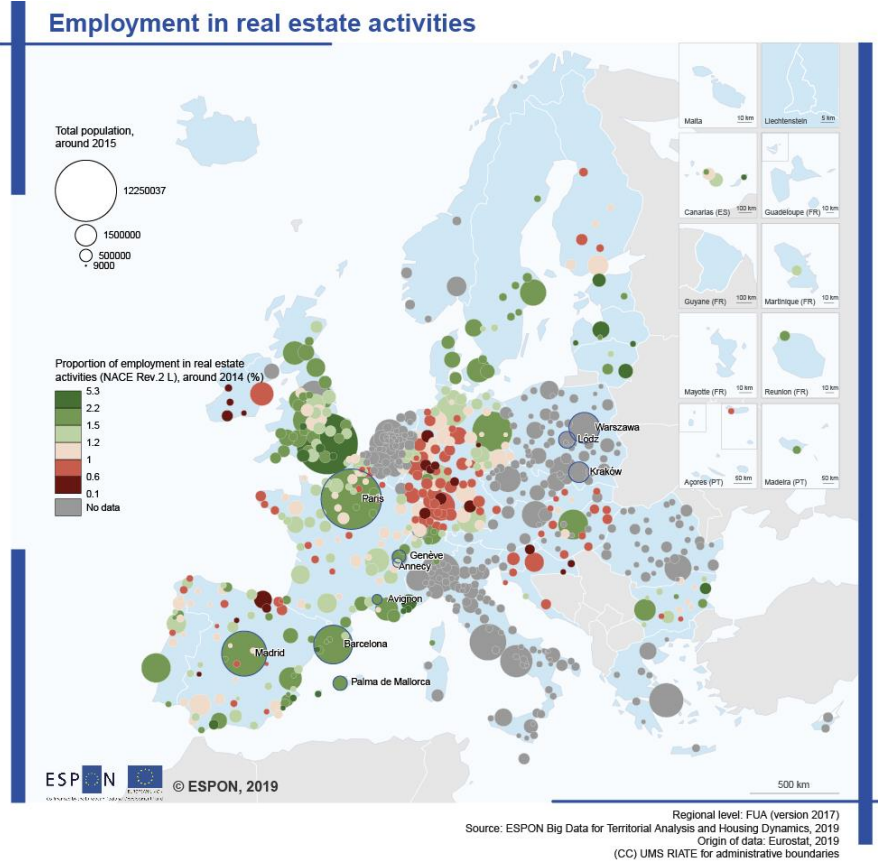 Employment in real estate activities
Total population,
around 2015
12250037
1500000
500000
9000
Proportion of employment in real estate
activities (NACE Rev.2 L), around 2014 (%)
5.3
2.2
1.5
1.2
1
0.6
0.1
No data
Malta
10 km
Liechtenstein
5 km
Canarias (ES)
100 km
Guadeloupe (FR)
10 km
Guyane (FR)
100 km
Martinique (FR)
10 km
Mayotte (FR)
10 km
Reunion (FR)
10 km
Açores (PT)
50 km
Madeira (PT)
50 km
Warszawa
Lódz
Kraków
Paris
Genève
Annecy
Avignon
Barcelona
Madrid
Palma de Mallorca
ESPON
© ESPON, 2019
500 km
Regional level: FUA (version 2017)
Source: ESPON Big Data for Territorial Analysis and Housing Dynamics, 2019
Origin of data: Eurostat, 2019
(CC) UMS RIATE for administrative boundaries